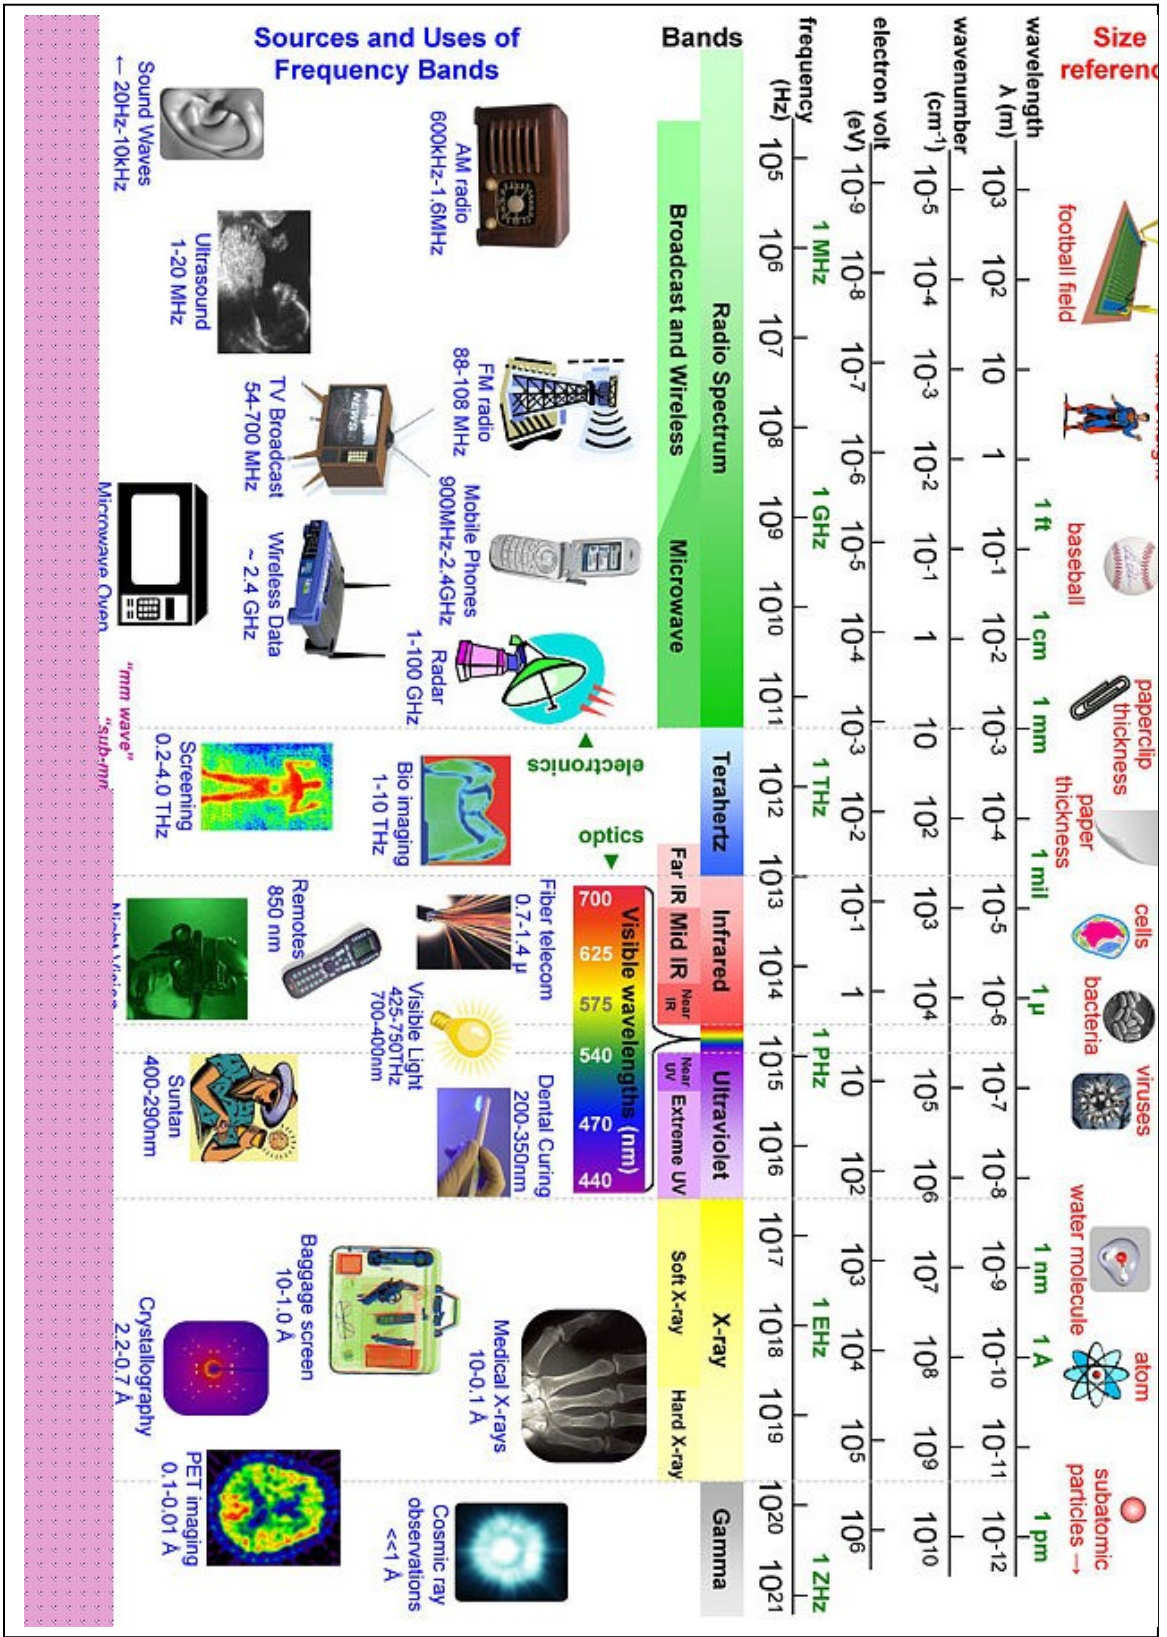 Size
reference
football field
baseball
paperclip
thickness
paper
thickness
cells
bacteria
viruses
water molecule
atom
subatomic
particles →
wavelength
λ (m)
1 ft
1 cm
1 mm
1 mil
1 µ
1 nm
1 Å
1 pm
10³ 10² 10 1 10⁻¹ 10⁻² 10⁻³ 10⁻⁴ 10⁻⁵ 10⁻⁶ 10⁻⁷ 10⁻⁸ 10⁻⁹ 10⁻¹⁰ 10⁻¹¹ 10⁻¹²
wavenumber
(cm⁻¹)
10⁻⁵ 10⁻⁴ 10⁻³ 10⁻² 10⁻¹ 1 10 10² 10³ 10⁴ 10⁵ 10⁶ 10⁷ 10⁸ 10⁹ 10¹⁰
electron volt
(eV)
10⁻⁹ 10⁻⁸ 10⁻⁷ 10⁻⁶ 10⁻⁵ 10⁻⁴ 10⁻³ 10⁻² 10⁻¹ 1 10 10² 10³ 10⁴ 10⁵ 10⁶
1 MHz 1 GHz 1 THz 1 PHz 1 EHz 1 ZHz
frequency
(Hz)
10⁵ 10⁶ 10⁷ 10⁸ 10⁹ 10¹⁰ 10¹¹ 10¹² 10¹³ 10¹⁴ 10¹⁵ 10¹⁶ 10¹⁷ 10¹⁸ 10¹⁹ 10²⁰ 10²¹
Bands
Radio Spectrum Terahertz Infrared Ultraviolet X-ray Gamma
Broadcast and Wireless Microwave
Far IR Mid IR
Near
IR
Near
UV
Extreme UV Soft X-ray Hard X-ray
electronics
optics
Visible wavelengths (nm)
700 625 575 540 470 440
Sources and Uses of
Frequency Bands
AM radio
600kHz-1.6MHz
FM radio
88-108 MHz
Mobile Phones
900MHz-2.4GHz
Radar
1-100 GHz
Bio imaging
1-10 THz
Fiber telecom
0.7-1.4 µ
Visible Light
425-750THz
700-400nm
Dental Curing
200-350nm
Medical X-rays
10-0.1 Å
Cosmic ray
observations
<<1 Å
TV Broadcast
54-700 MHz
Wireless Data
~ 2.4 GHz
Remotes
850 nm
Baggage screen
10-1.0 Å
Ultrasound
1-20 MHz
Screening
0.2-4.0 THz
Suntan
400-290nm
Crystallography
2.2-0.7 Å
PET imaging
0.1-0.01 Å
Sound Waves
← 20Hz-10kHz
Microwave Oven
"mm wave"
"sub-mm
Night Vision